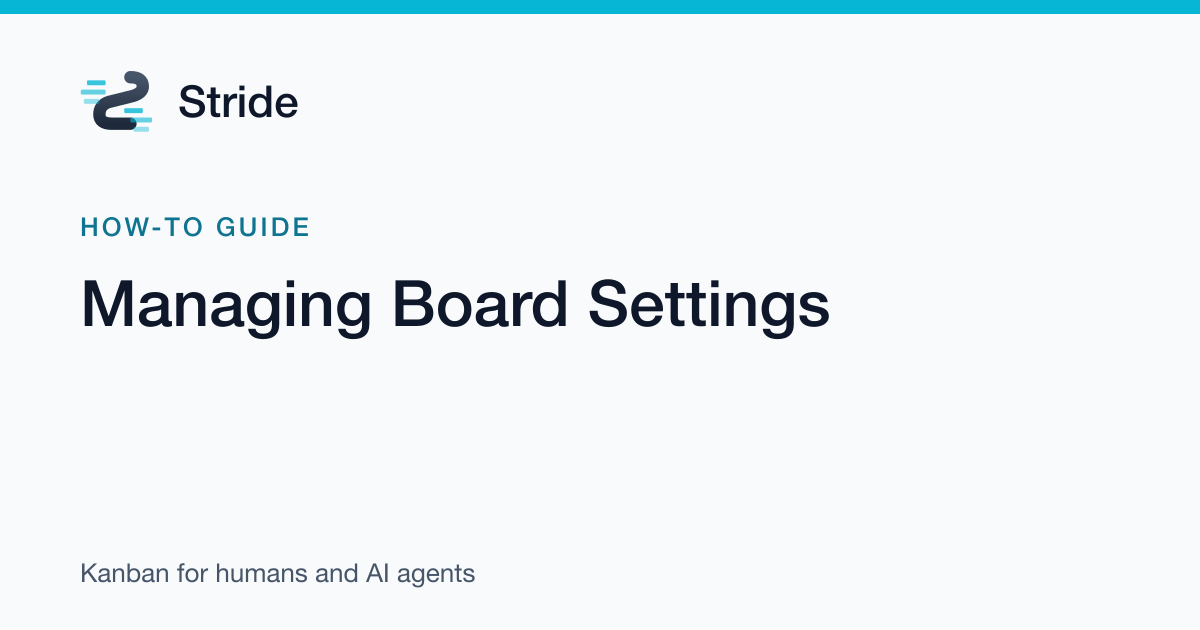 Stride
HOW-TO GUIDE
Managing Board Settings
Kanban for humans and AI agents